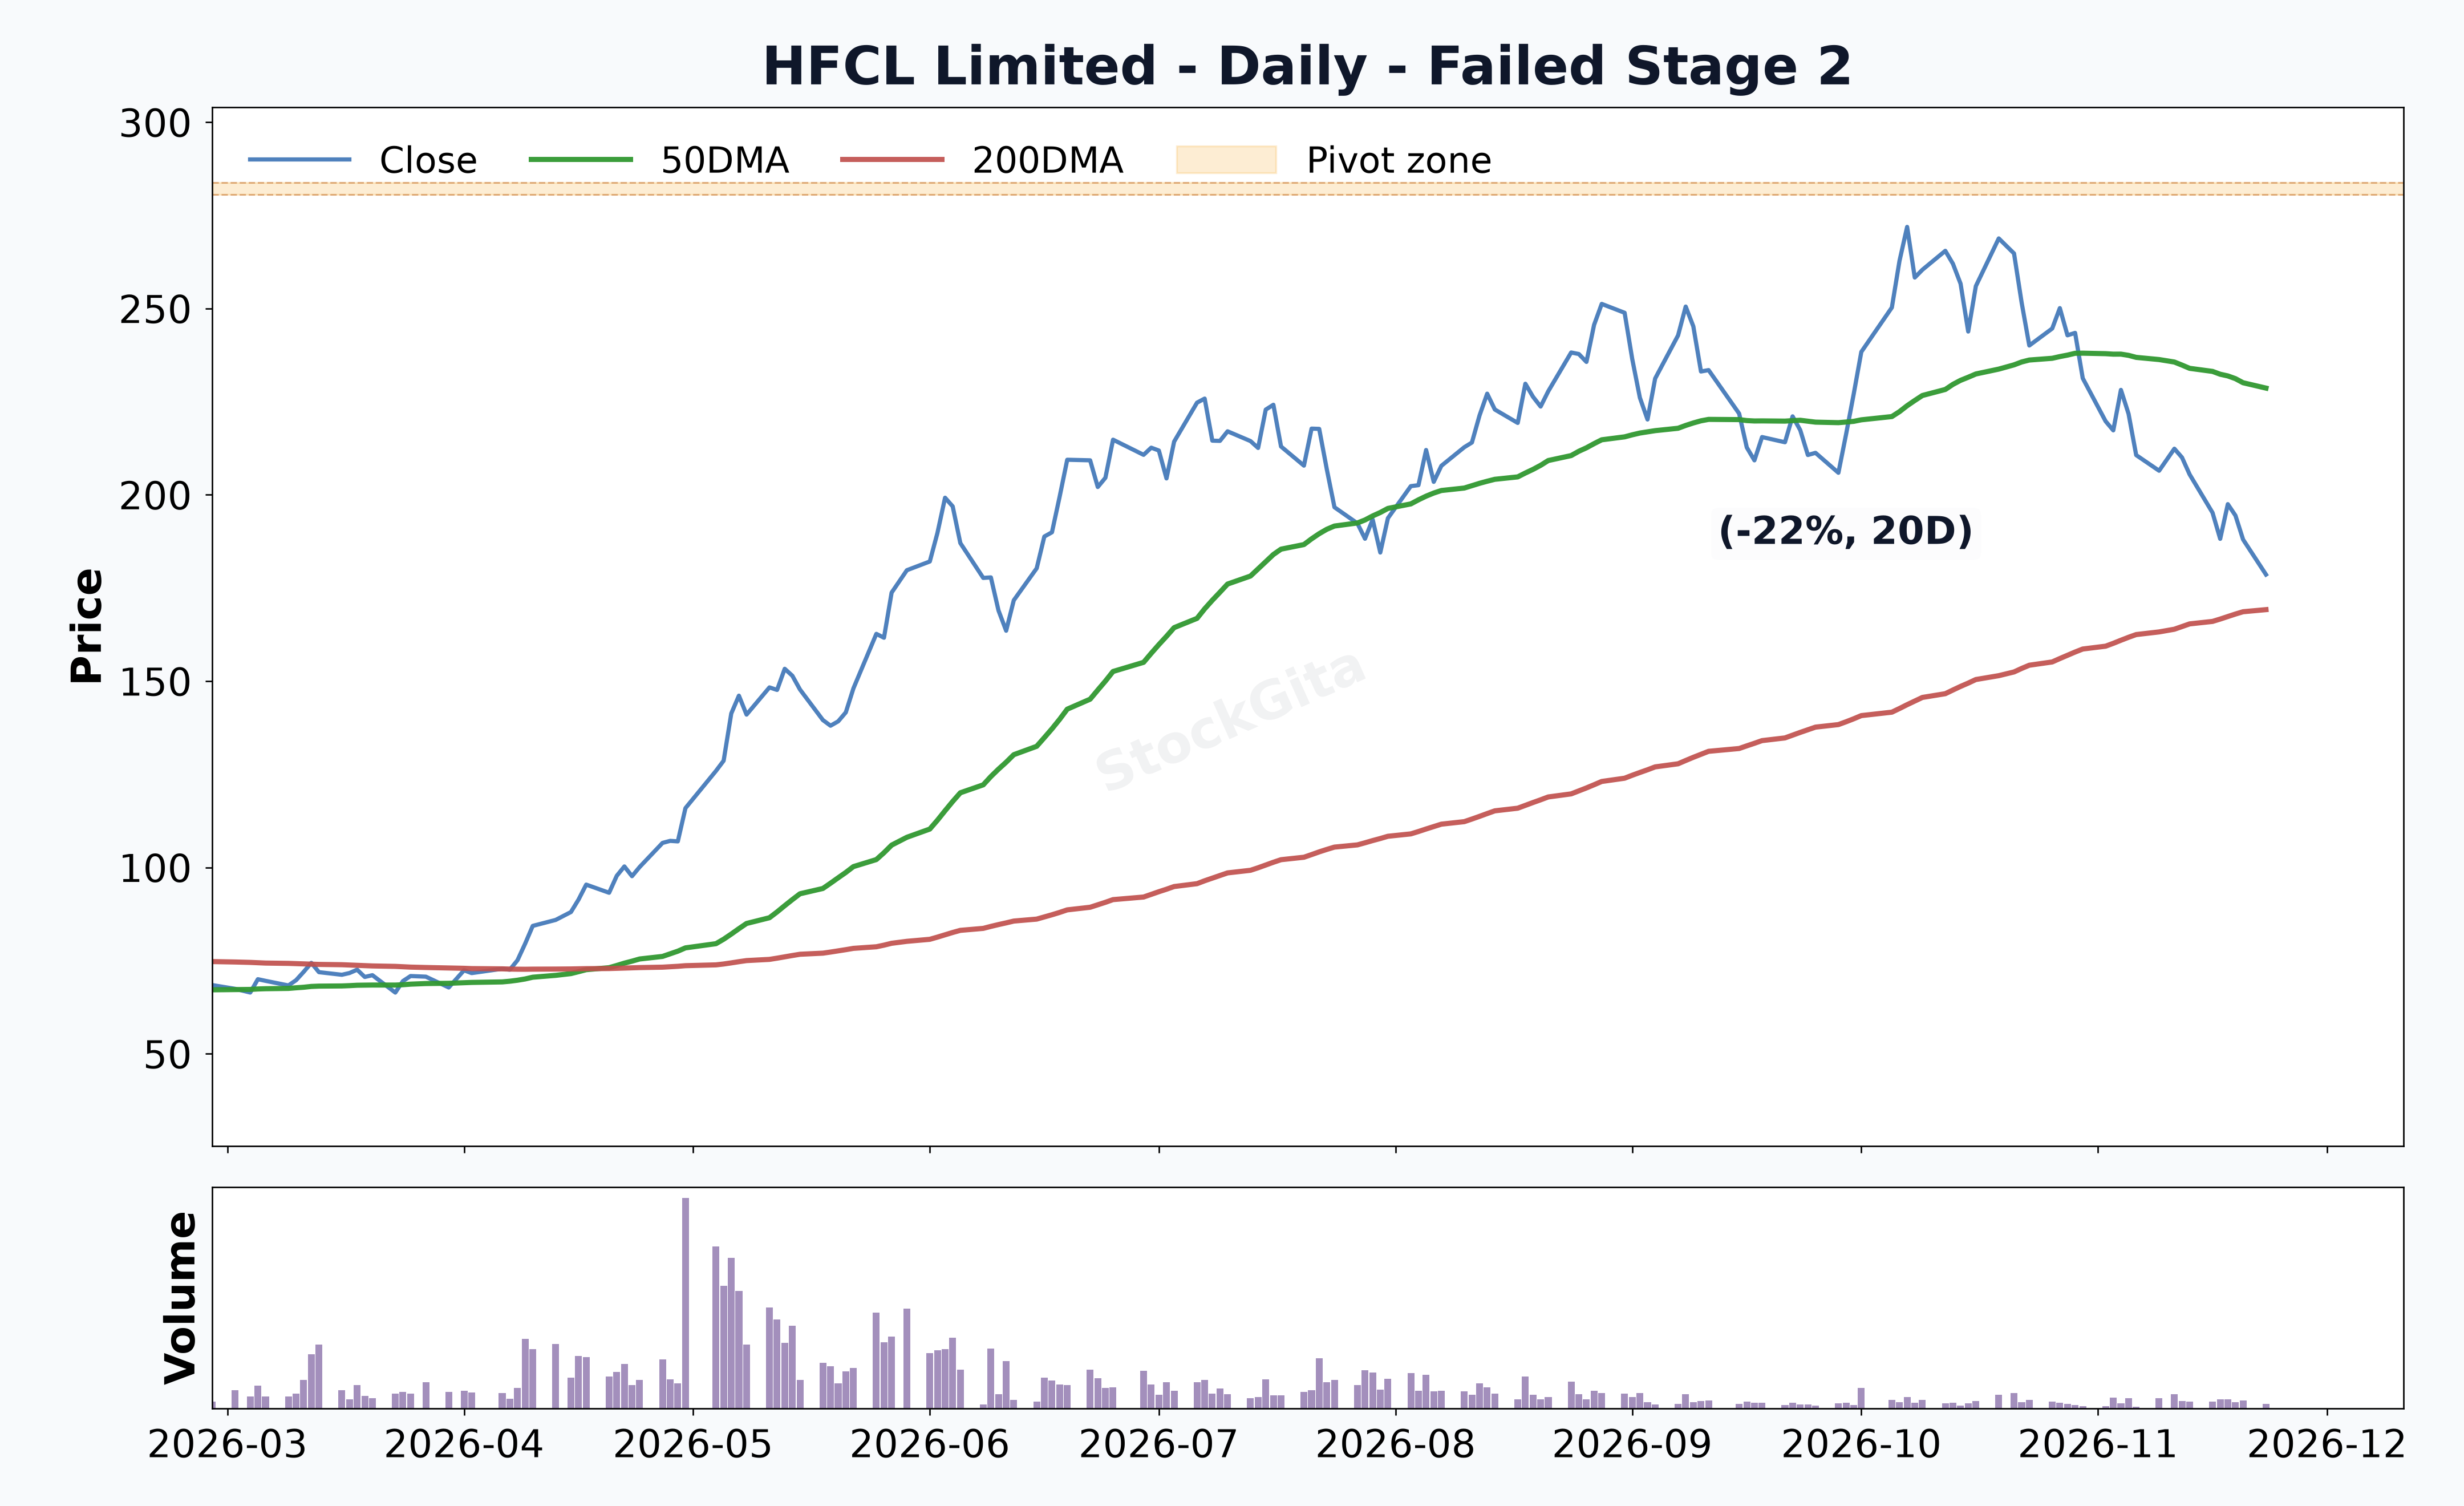 HFCL Limited - Daily - Failed Stage 2
Close 50DMA 200DMA Pivot zone
300
250
200
150
100
50
Price
(-22%, 20D)
StockGita
Volume
2026-03 2026-04 2026-05 2026-06 2026-07 2026-08 2026-09 2026-10 2026-11 2026-12